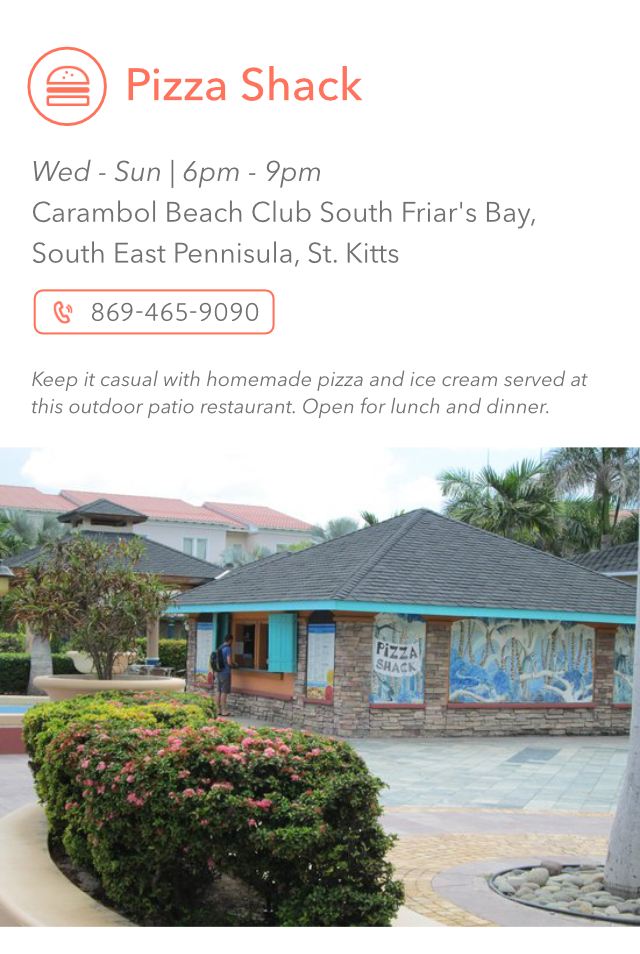 Pizza Shack
Wed - Sun | 6pm - 9pm
Carambol Beach Club South Friar's Bay,
South East Pennisula, St. Kitts
869-465-9090
Keep it casual with homemade pizza and ice cream served at
this outdoor patio restaurant. Open for lunch and dinner.
PIZZA
SHACK